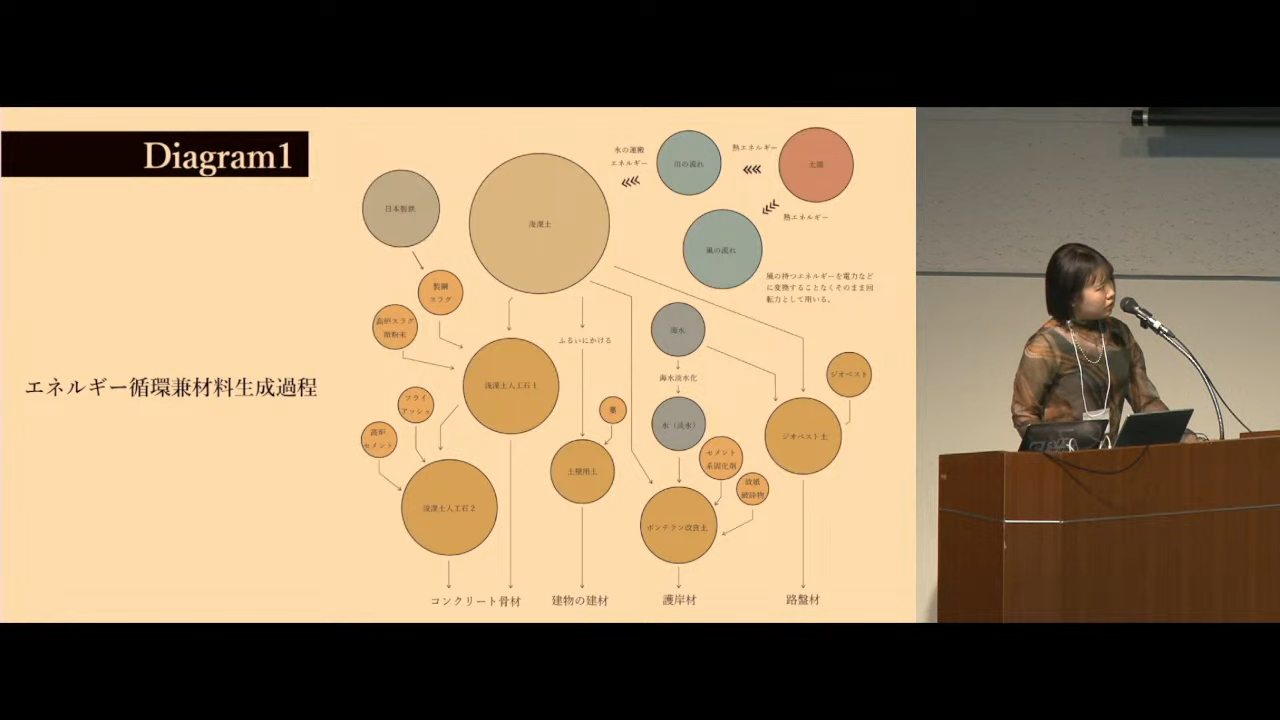 Diagram1
エネルギー循環兼材料生成過程
日本製鉄
浚渫土
水の運搬
エネルギー
川の流れ
熱エネルギー
太陽
熱エネルギー
風の流れ
風の持つエネルギーを電力など
に変換することなくそのまま回
転力として用いる。
製鋼
スラグ
高炉スラグ
微粉末
ふるいにかける
海水
海水淡水化
浚渫土人工石1
ジオベスト
フライ
アッシュ
藁
水（淡水）
高炉
セメント
ジオベスト土
セメント
系固化剤
土壁用土
故紙
破砕物
浚渫土人工石2
ボンテラン改良土
コンクリート骨材
建物の建材
護岸材
路盤材